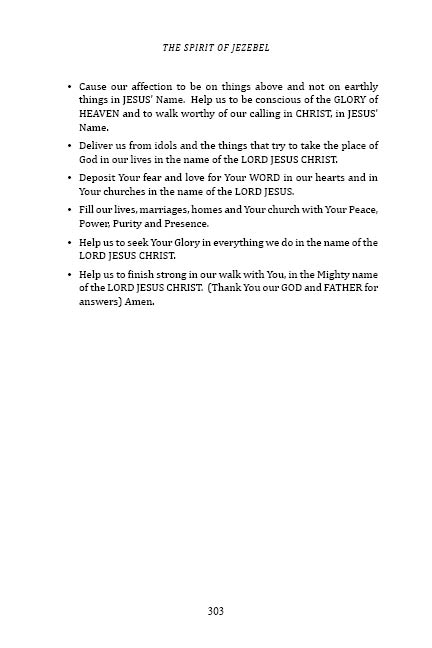 THE SPIRIT OF JEZEBEL
• Cause our affection to be on things above and not on earthly
things in JESUS' Name. Help us to be conscious of the GLORY of
HEAVEN and to walk worthy of our calling in CHRIST, in JESUS'
Name.
• Deliver us from idols and the things that try to take the place of
God in our lives in the name of the LORD JESUS CHRIST.
• Deposit Your fear and love for Your WORD in our hearts and in
Your churches in the name of the LORD JESUS.
• Fill our lives, marriages, homes and Your church with Your Peace,
Power, Purity and Presence.
• Help us to seek Your Glory in everything we do in the name of the
LORD JESUS CHRIST.
• Help us to finish strong in our walk with You, in the Mighty name
of the LORD JESUS CHRIST. (Thank You our GOD and FATHER for
answers) Amen.
303